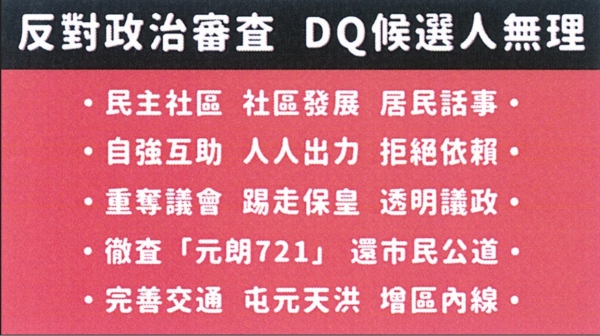 反對政治審查 DQ候選人無理
・民主社區 社區發展 居民話事・
・自強互助 人人出力 拒絕依賴・
・重奪議會 踢走保皇 透明議政・
・徹查「元朗721」 還市民公道・
・完善交通 屯元天洪 增區內線・